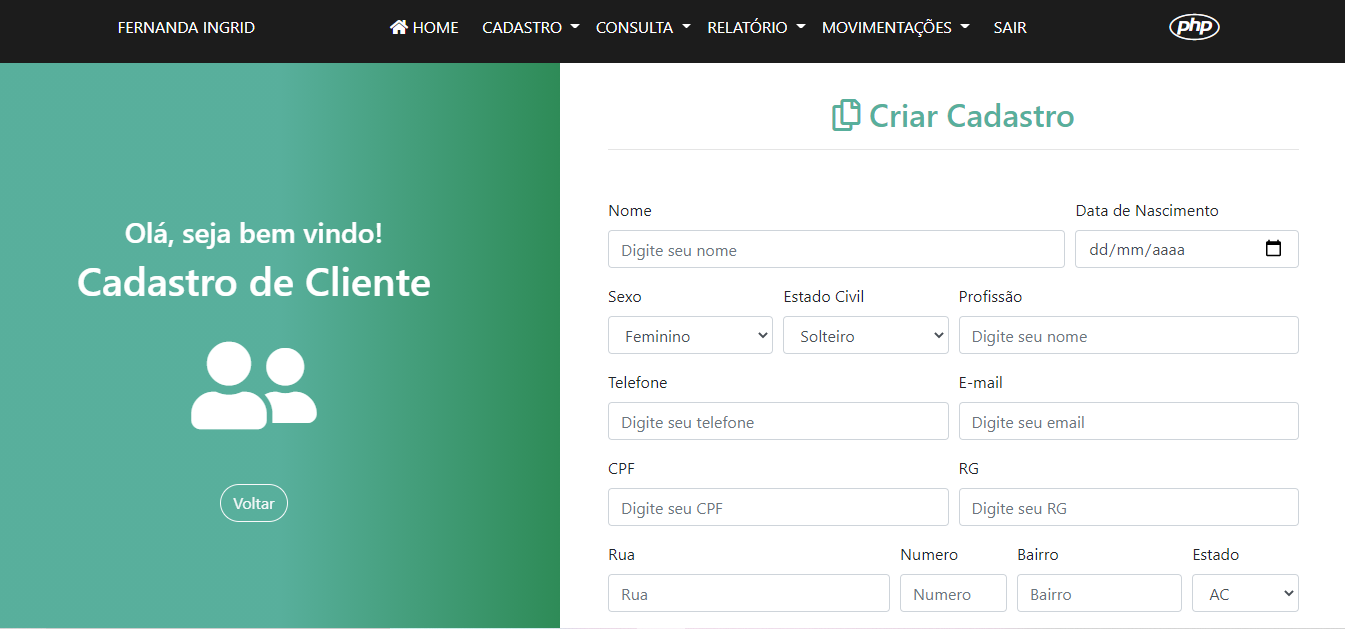 FERNANDA INGRID HOME CADASTRO CONSULTA RELATÓRIO MOVIMENTAÇÕES SAIR php
Olá, seja bem vindo!
Cadastro de Cliente
Voltar
Criar Cadastro
Nome Data de Nascimento
Digite seu nome dd/mm/aaaa
Sexo Estado Civil Profissão
Feminino Solteiro Digite seu nome
Telefone E-mail
Digite seu telefone Digite seu email
CPF RG
Digite seu CPF Digite seu RG
Rua Numero Bairro Estado
Rua Numero Bairro AC